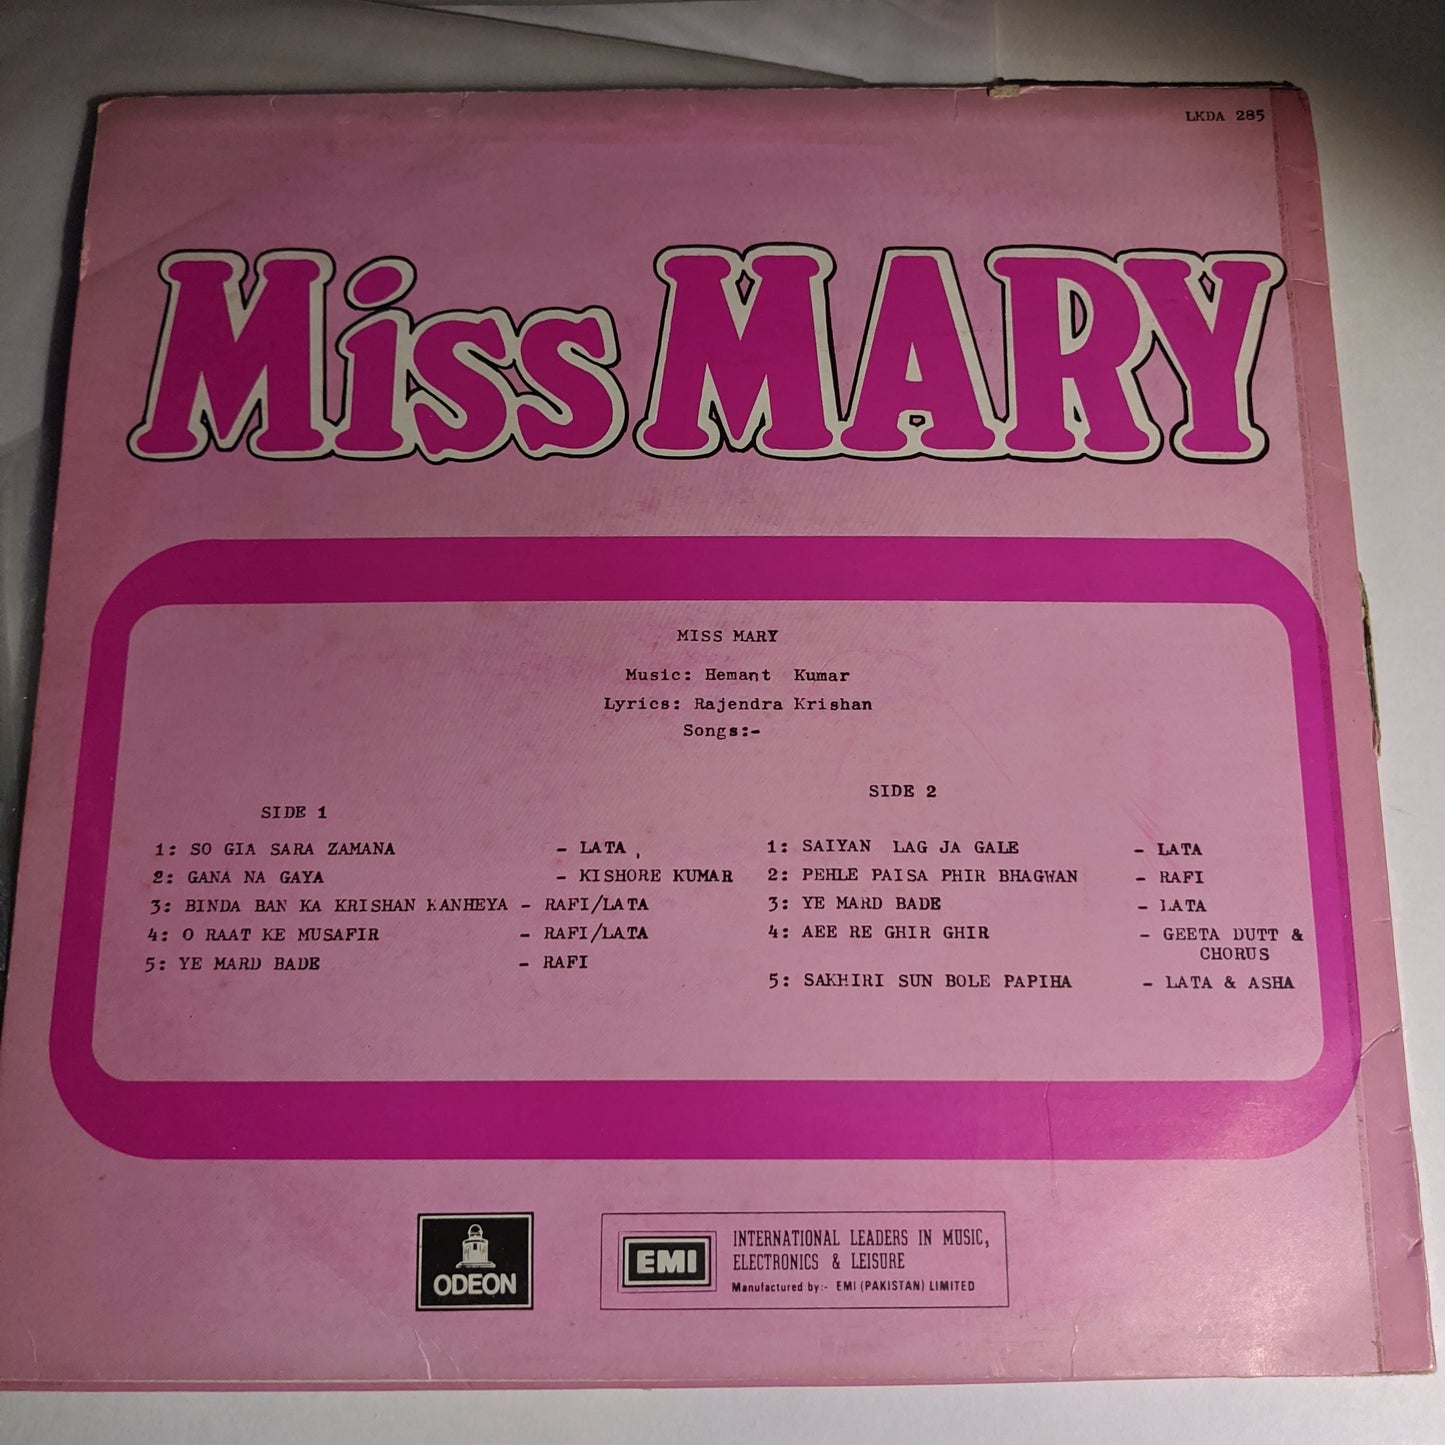 LKDA 285
Miss MARY
MISS MARY
Music: Hemant Kumar
Lyrics: Rajendra Krishan
Songs:-
SIDE 1
1: SO GIA SARA ZAMANA - LATA
2: GANA NA GAYA - KISHORE KUMAR
3: BINDA BAN KA KRISHAN KANHEYA - RAFI/LATA
4: O RAAT KE MUSAFIR - RAFI/LATA
5: YE MARD BADE - RAFI
SIDE 2
1: SAIYAN LAG JA GALE - LATA
2: PEHLE PAISA PHIR BHAGWAN - RAFI
3: YE MARD BADE - LATA
4: AEE RE GHIR GHIR - GEETA DUTT &
CHORUS
5: SAKHIRI SUN BOLE PAPIHA - LATA & ASHA
ODEON
EMI
INTERNATIONAL LEADERS IN MUSIC,
ELECTRONICS & LEISURE
Manufactured by:- EMI (PAKISTAN) LIMITED